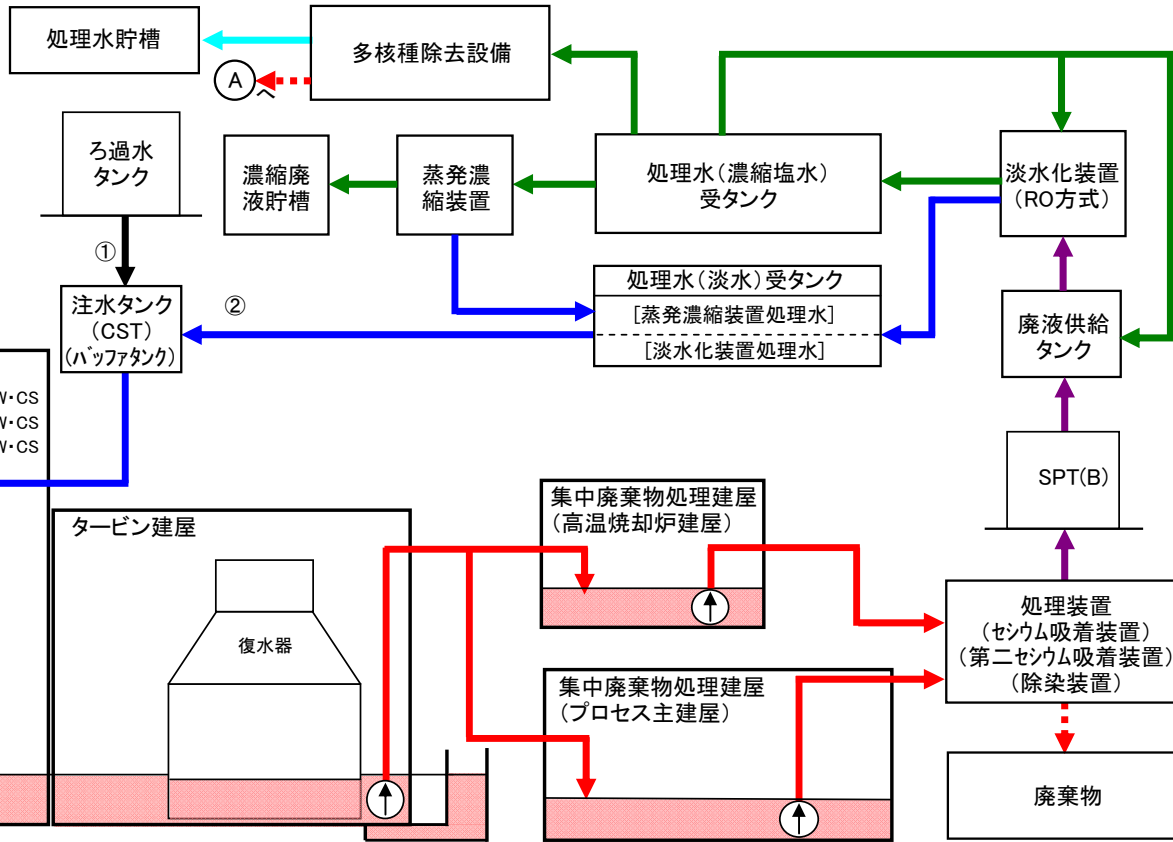 処理水貯槽
多核種除去設備
A
へ
ろ過水
タンク
濃縮廃
液貯槽
蒸発濃
縮装置
処理水(濃縮塩水)
受タンク
淡水化装置
(RO方式)
①
注水タンク
(CST)
(バッファタンク)
②
処理水(淡水)受タンク
[蒸発濃縮装置処理水]
[淡水化装置処理水]
廃液供給
タンク
W・CS
W・CS
W・CS
SPT(B)
タービン建屋
復水器
集中廃棄物処理建屋
(高温焼却炉建屋)
集中廃棄物処理建屋
(プロセス主建屋)
処理装置
(セシウム吸着装置)
(第二セシウム吸着装置)
(除染装置)
廃棄物